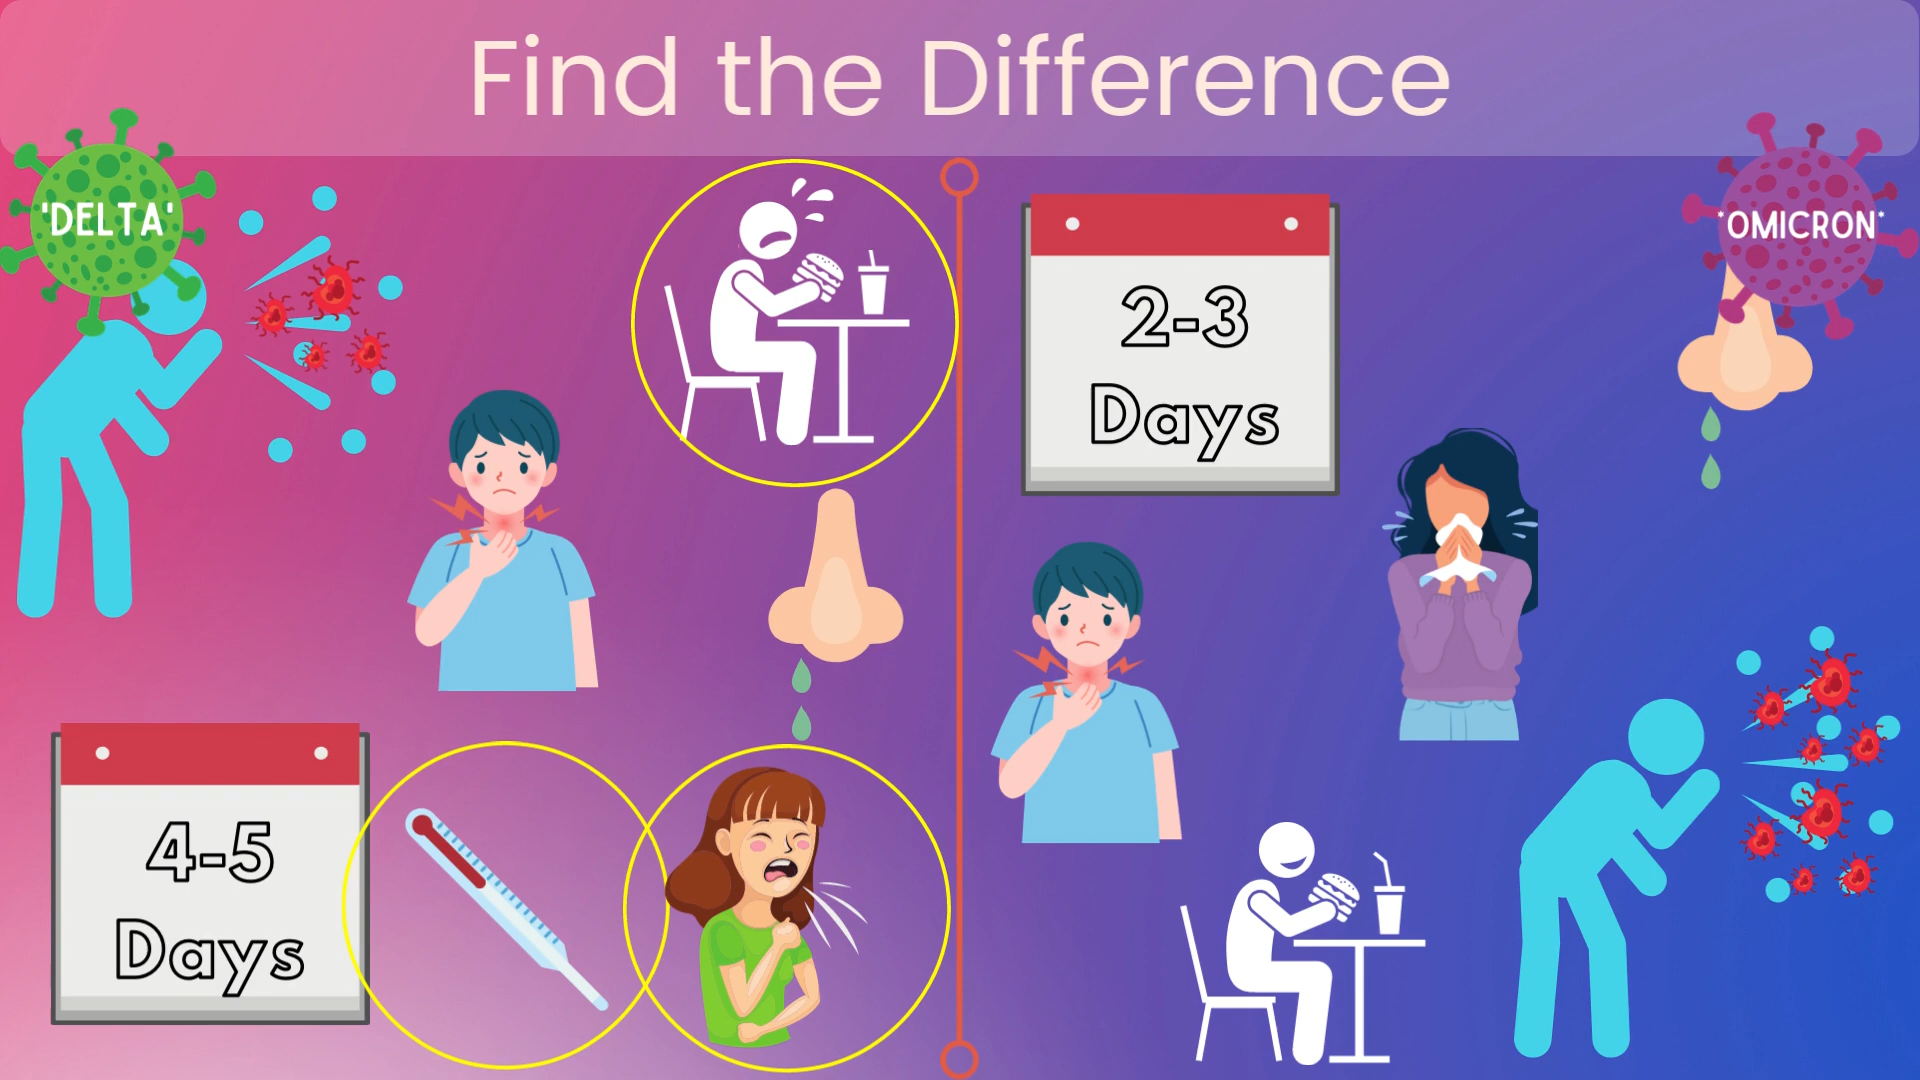 Find the Difference
'DELTA'
*OMICRON*
2-3
Days
4-5
Days